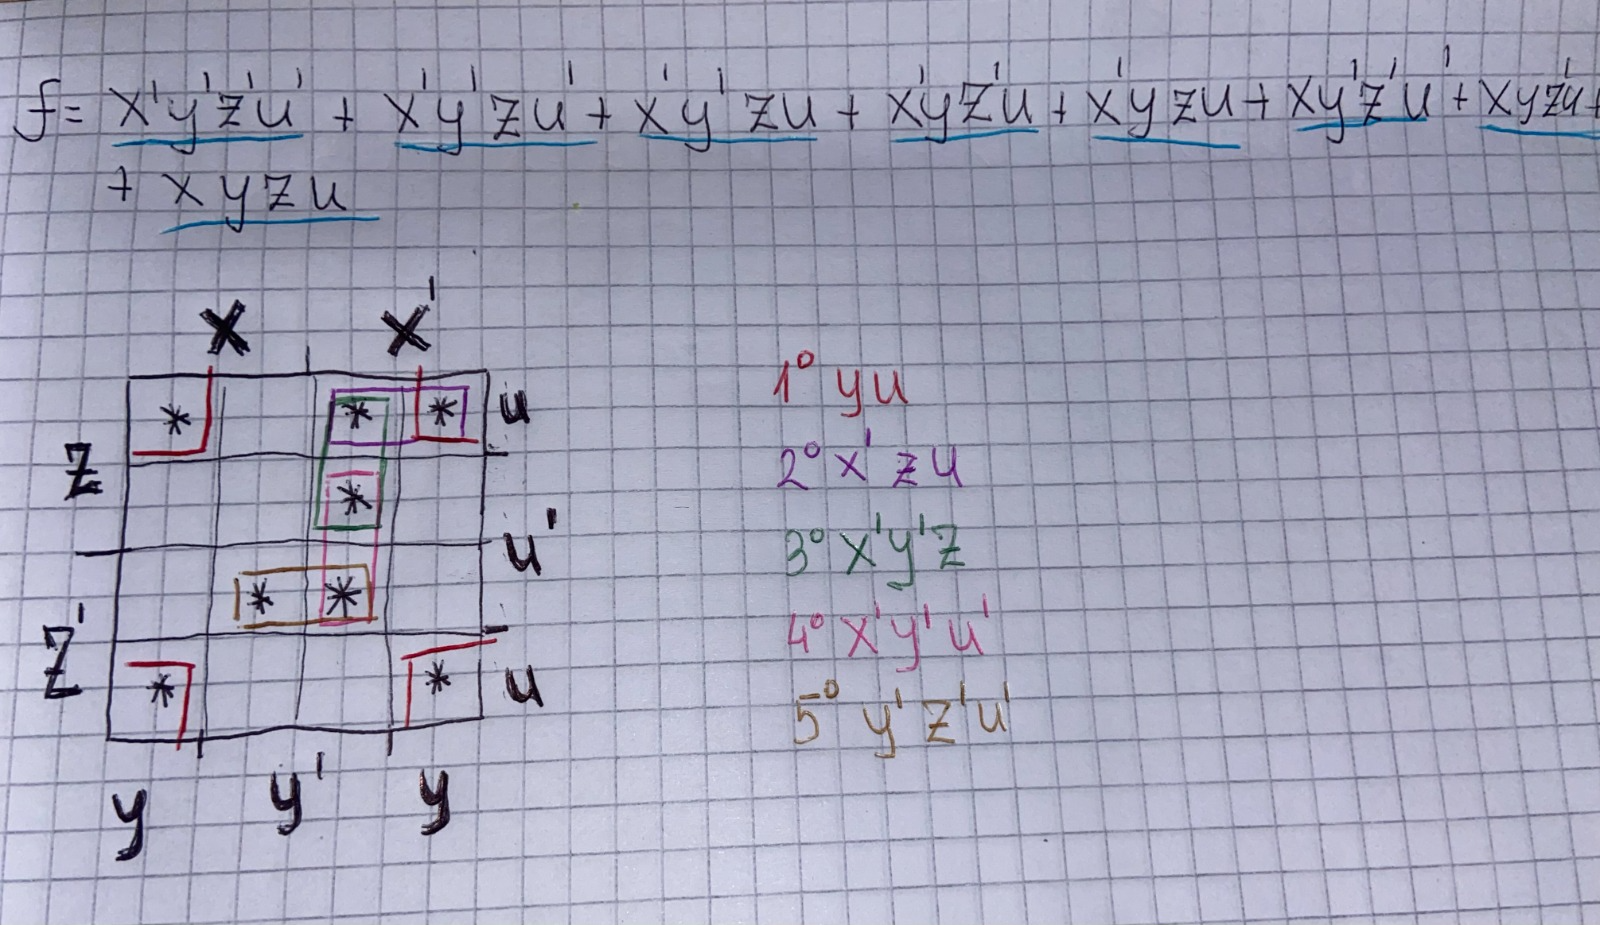 f = x'y'z'u' + x'y'zu' + x'y'zu + x'yz'u + x'yzu + xy'z'u' + xyz'u +
+ xyzu
x x'
* * * u
z
*
u'
* *
z'
* * u
y y' y
1° yu
2° x'zu
3° x'y'z
4° x'y'u'
5° y'z'u'